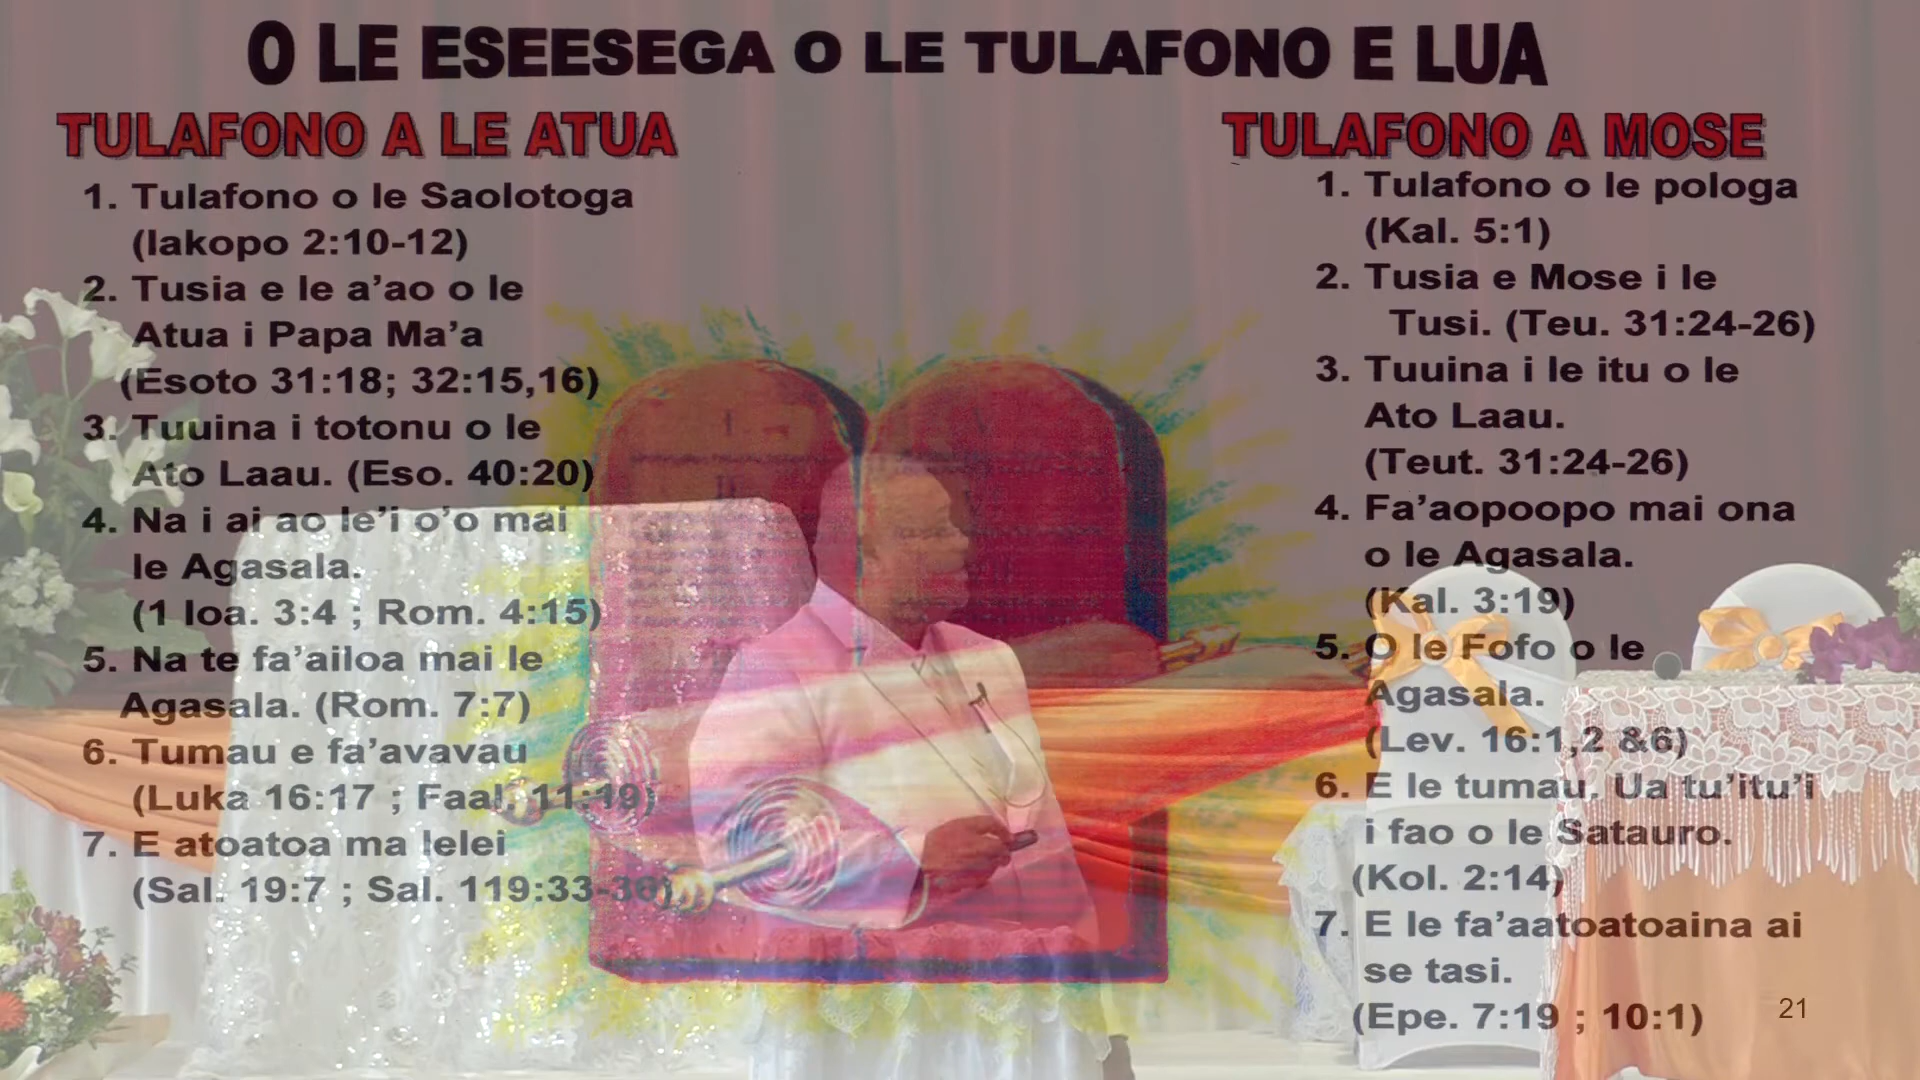 O LE ESEESEGA O LE TULAFONO E LUA
TULAFONO A LE ATUA
1. Tulafono o le Saolotoga
(Iakopo 2:10-12)
2. Tusia e le a’ao o le
Atua i Papa Ma’a
(Esoto 31:18; 32:15,16)
3. Tuuina i totonu o le
Ato Laau. (Eso. 40:20)
4. Na i ai ao le’i o’o mai
le Agasala.
(1 Ioa. 3:4 ; Rom. 4:15)
5. Na te fa’ailoa mai le
Agasala. (Rom. 7:7)
6. Tumau e fa’avavau
(Luka 16:17 ; Faal. 11:19)
7. E atoatoa ma lelei
(Sal. 19:7 ; Sal. 119:33-36)
TULAFONO A MOSE
1. Tulafono o le pologa
(Kal. 5:1)
2. Tusia e Mose i le
Tusi. (Teu. 31:24-26)
3. Tuuina i le itu o le
Ato Laau.
(Teut. 31:24-26)
4. Fa’aopoopo mai ona
o le Agasala.
(Kal. 3:19)
5. O le Fofo o le
Agasala.
(Lev. 16:1,2 &6)
6. E le tumau. Ua tu’itu’i
i fao o le Satauro.
(Kol. 2:14)
7. E le fa’aatoatoaina ai
se tasi.
(Epe. 7:19 ; 10:1)
21